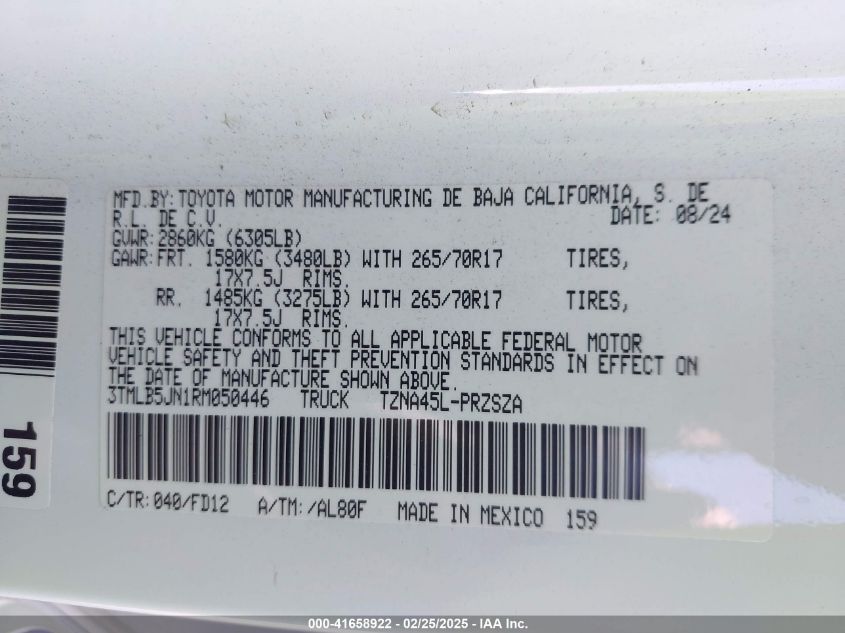 MFD.BY:TOYOTA MOTOR MANUFACTURING DE BAJA CALIFORNIA, S. DE
R.L. DE C.V. DATE: 08/24
GVWR:2860KG (6305LB)
GAWR:FRT. 1580KG (3480LB) WITH 265/70R17 TIRES,
17X7.5J RIMS.
RR. 1485KG (3275LB) WITH 265/70R17 TIRES,
17X7.5J RIMS.
THIS VEHICLE CONFORMS TO ALL APPLICABLE FEDERAL MOTOR
VEHICLE SAFETY AND THEFT PREVENTION STANDARDS IN EFFECT ON
THE DATE OF MANUFACTURE SHOWN ABOVE.
3TMLB5JN1RM050446 TRUCK TZNA45L-PRZSZA
C/TR:040/FD12 A/TM:/AL80F MADE IN MEXICO 159
159
000-41658922 / 02/25/2025 - IAA Inc.